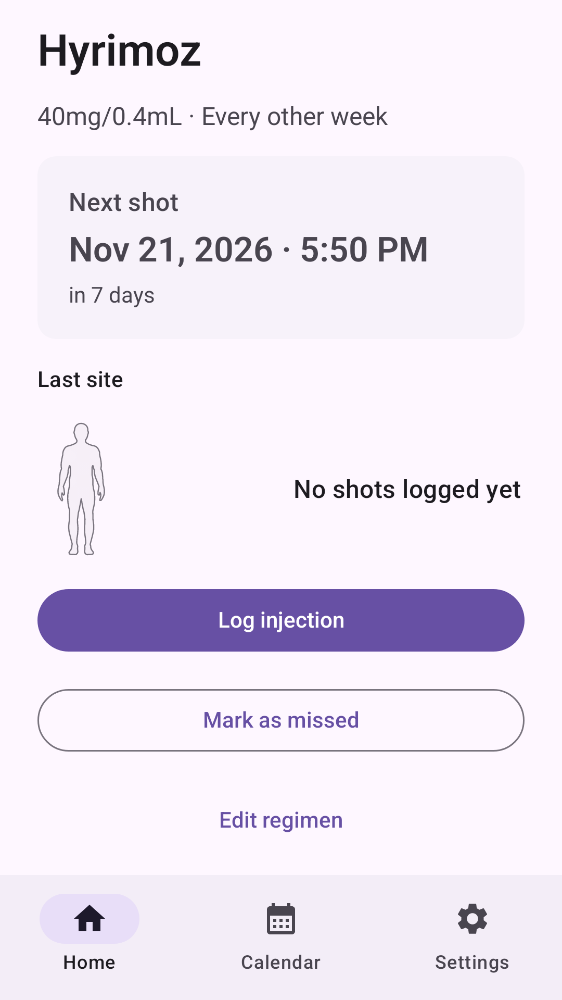 Hyrimoz
40mg/0.4mL · Every other week
Next shot
Nov 21, 2026 · 5:50 PM
in 7 days
Last site
No shots logged yet
Log injection
Mark as missed
Edit regimen
Home
Calendar
Settings